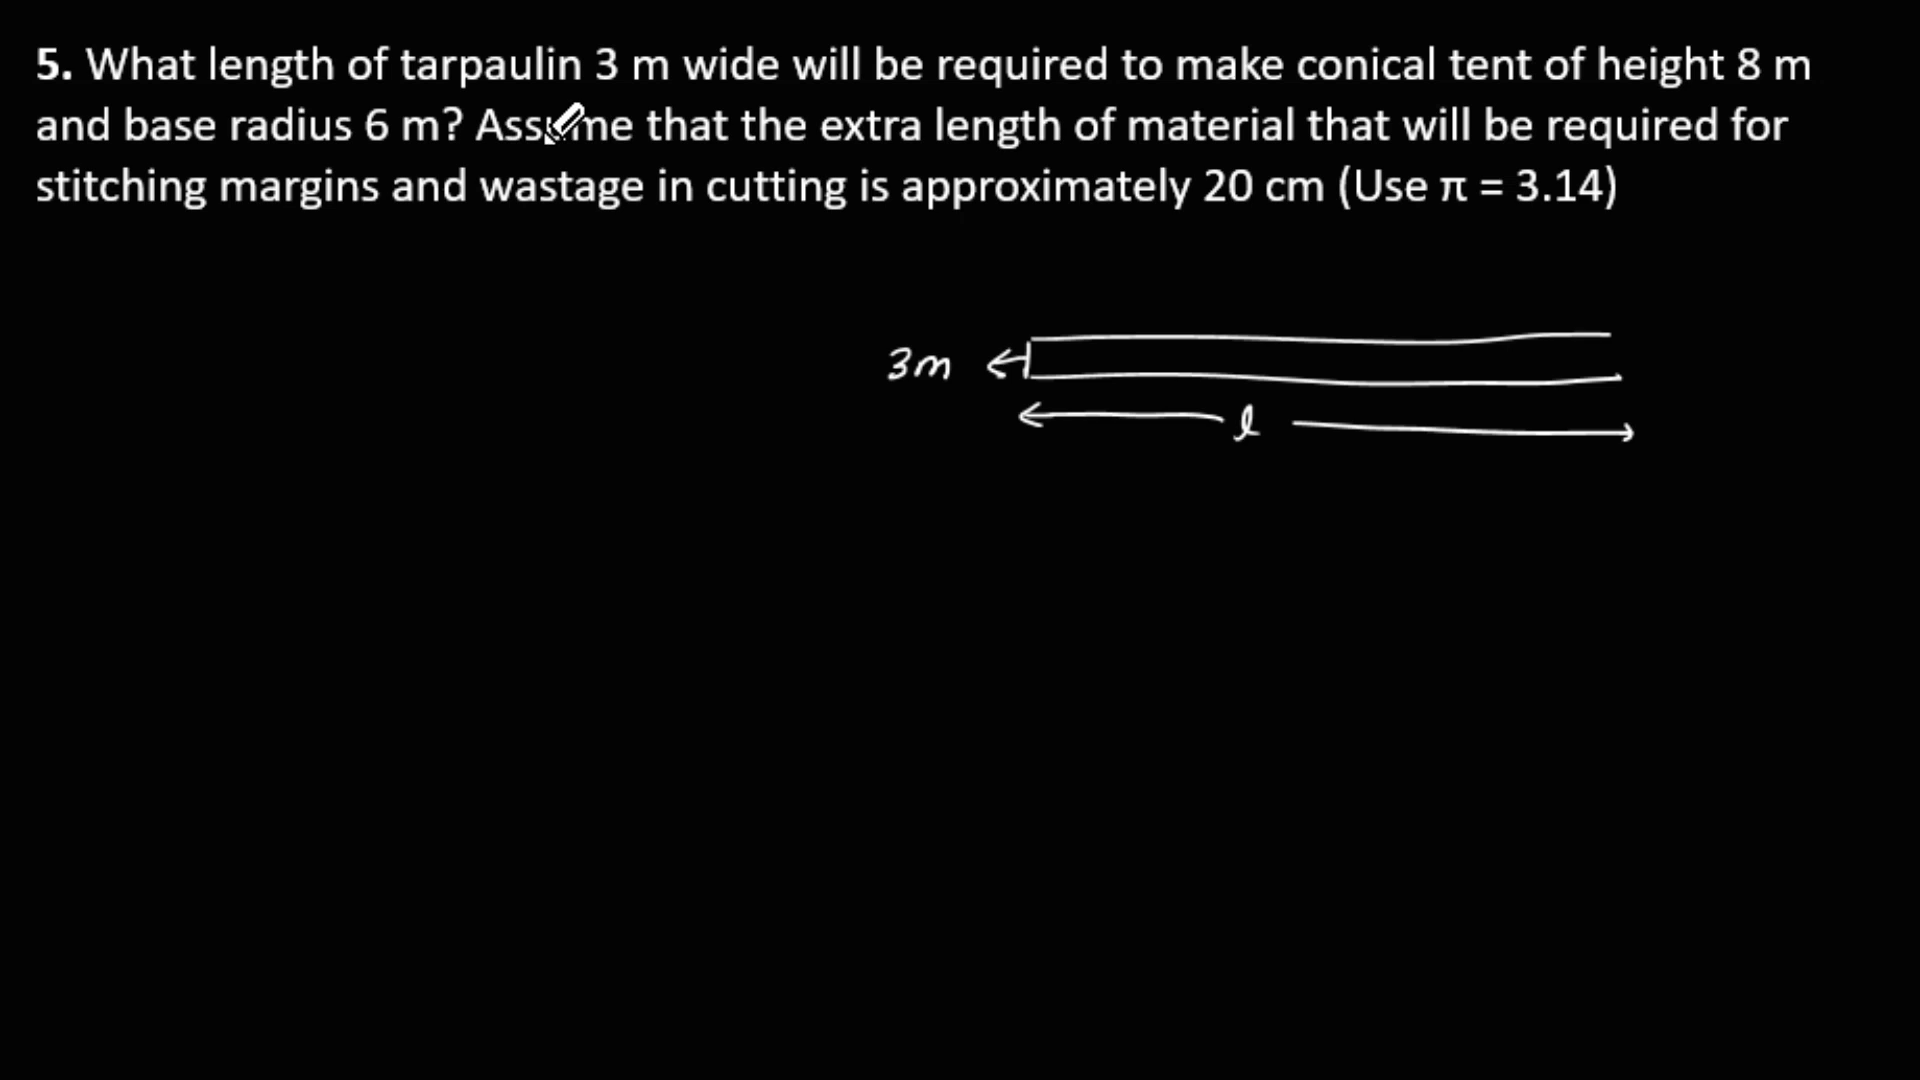 5. What length of tarpaulin 3 m wide will be required to make conical tent of height 8 m
and base radius 6 m? Assume that the extra length of material that will be required for
stitching margins and wastage in cutting is approximately 20 cm (Use π = 3.14)
3m
l